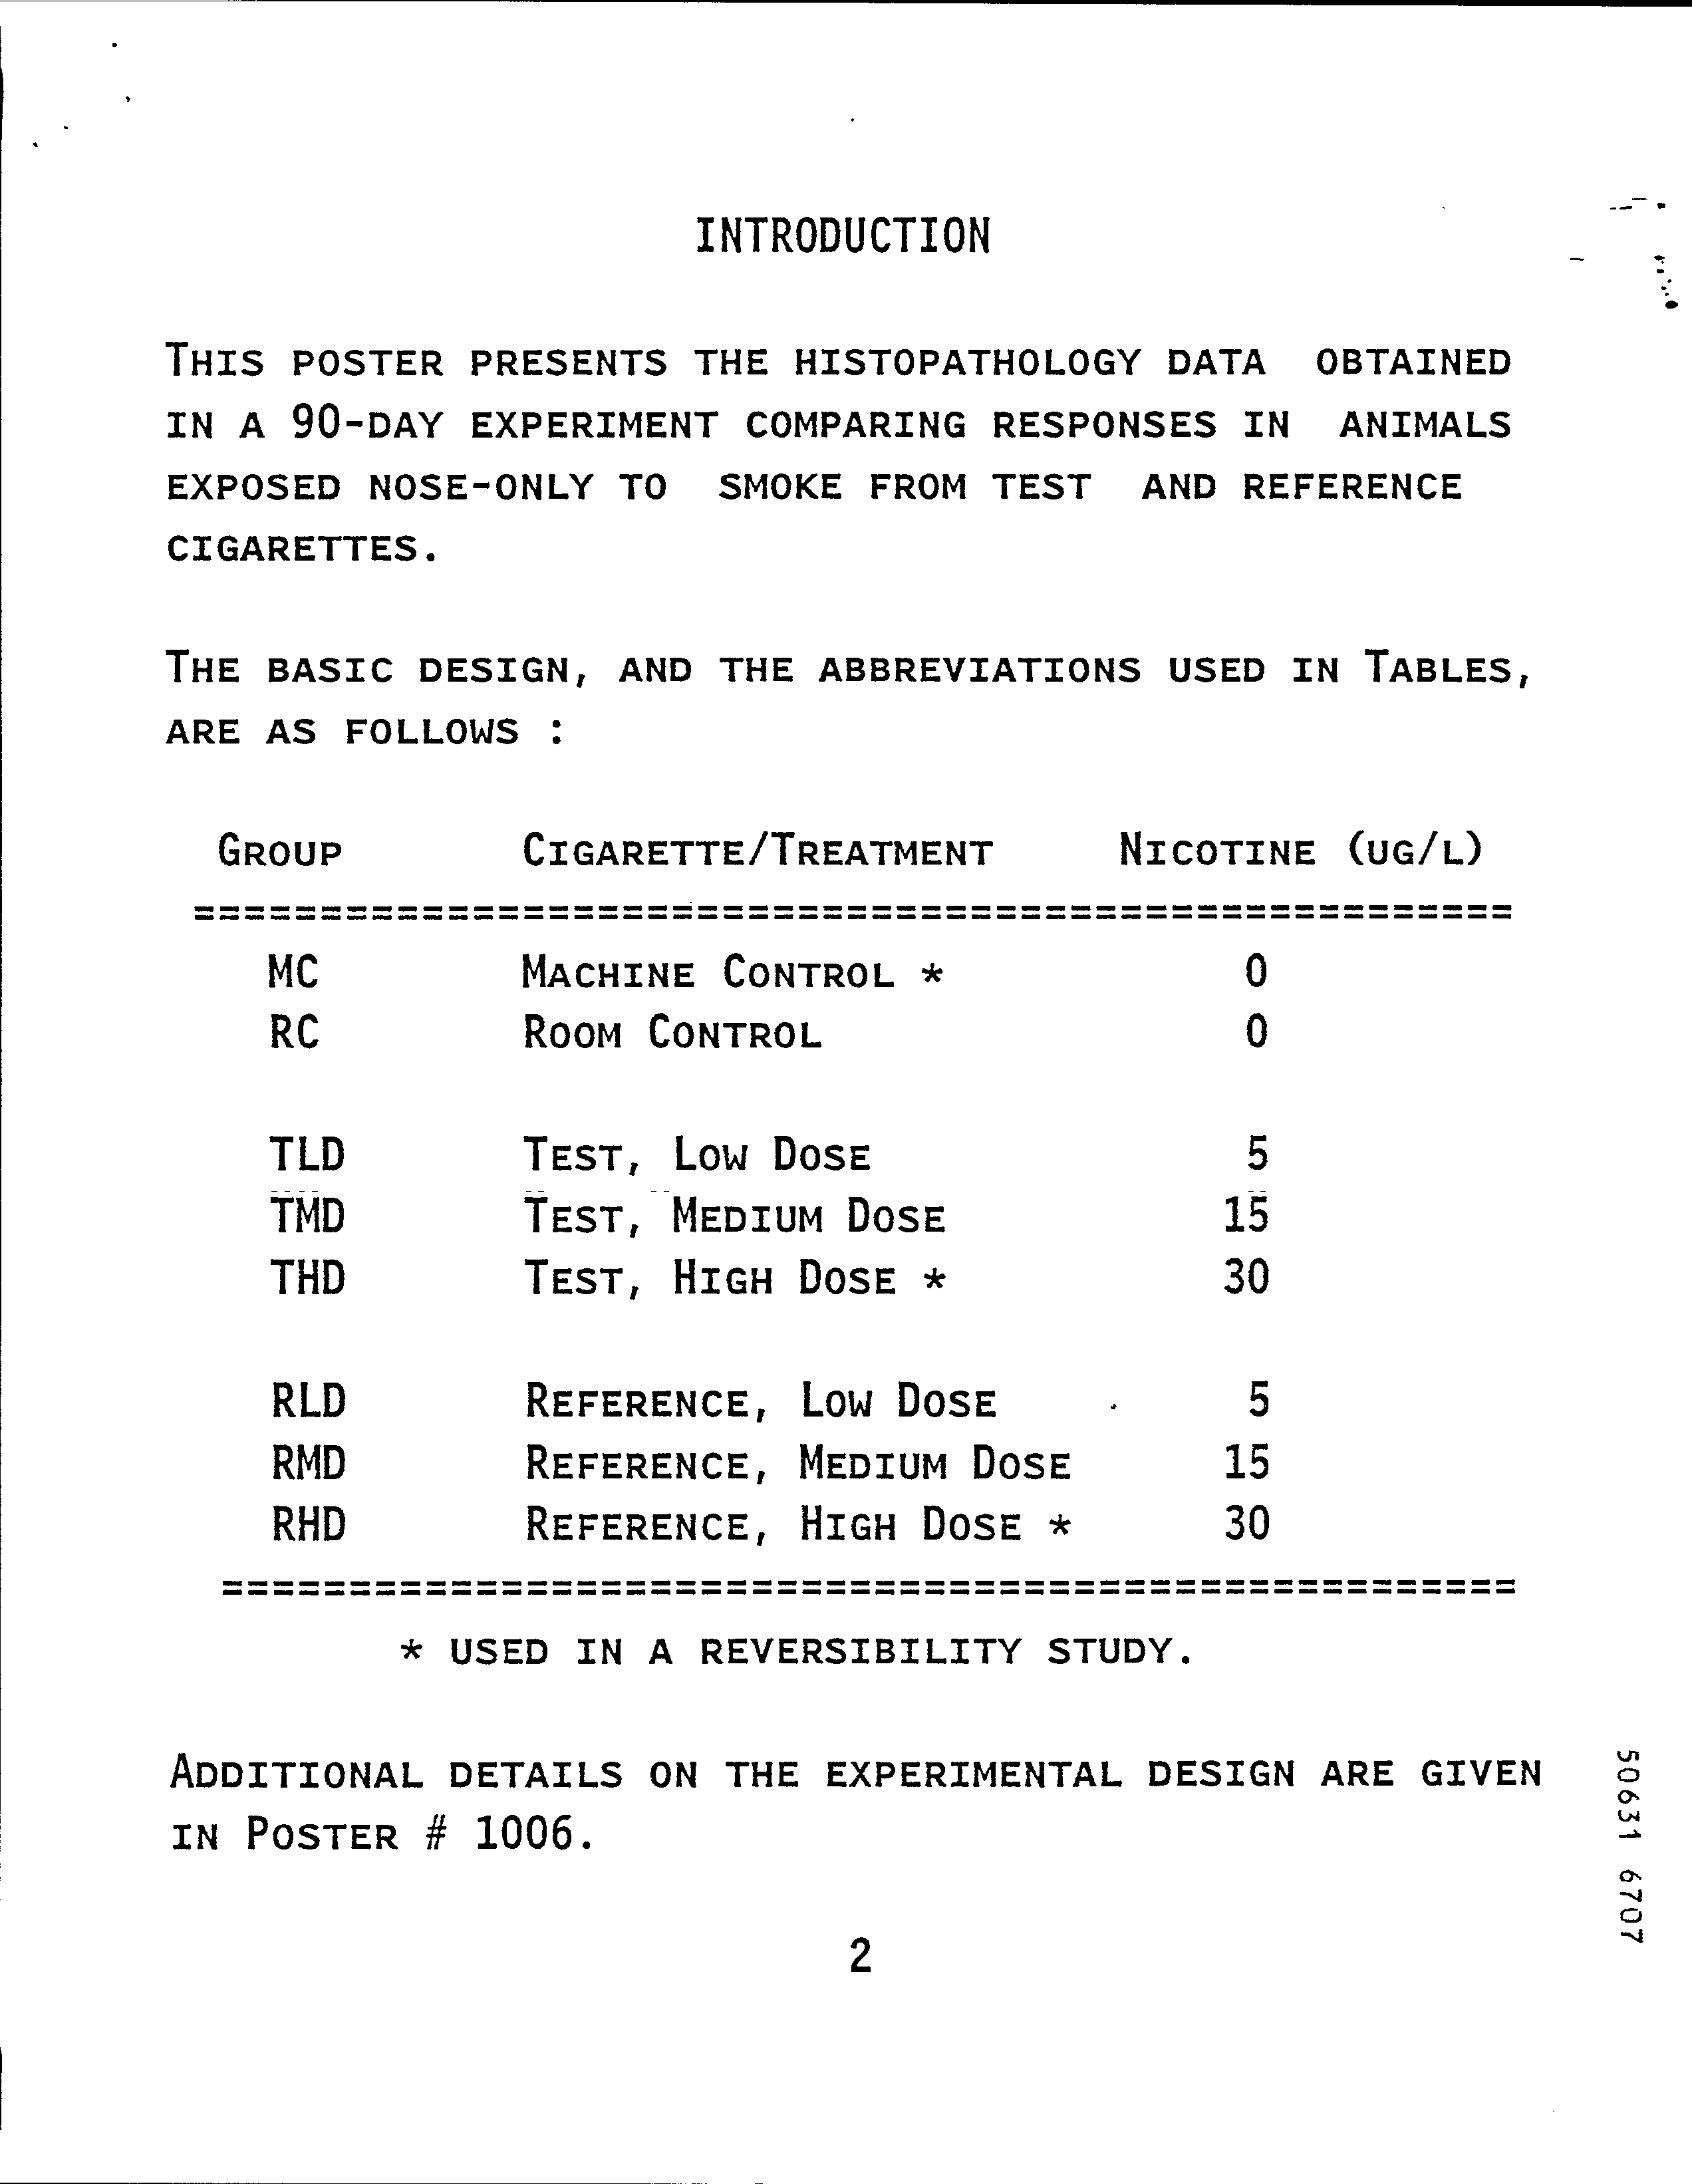 INTRODUCTION
THIS POSTER PRESENTS THE HISTOPATHOLOGY DATA OBTAINED
IN A 90-DAY EXPERIMENT COMPARING RESPONSES IN ANIMALS
EXPOSED NOSE-ONLY TO SMOKE FROM TEST AND REFERENCE
CIGARETTES.
THE BASIC DESIGN, AND THE ABBREVIATIONS USED IN TABLES,
ARE AS FOLLOWS :
GROUP CIGARETTE/TREATMENT NICOTINE (UG/L)
=====================================================
MC MACHINE CONTROL * 0
RC ROOM CONTROL 0
TLD TEST, LOW DOSE 5
TMD TEST, MEDIUM DOSE 15
THD TEST, HIGH DOSE * 30
RLD REFERENCE, LOW DOSE 5
RMD REFERENCE, MEDIUM DOSE 15
RHD REFERENCE, HIGH DOSE * 30
====================================================
* USED IN A REVERSIBILITY STUDY.
ADDITIONAL DETAILS ON THE EXPERIMENTAL DESIGN ARE GIVEN
IN POSTER # 1006.
2
50631 6707